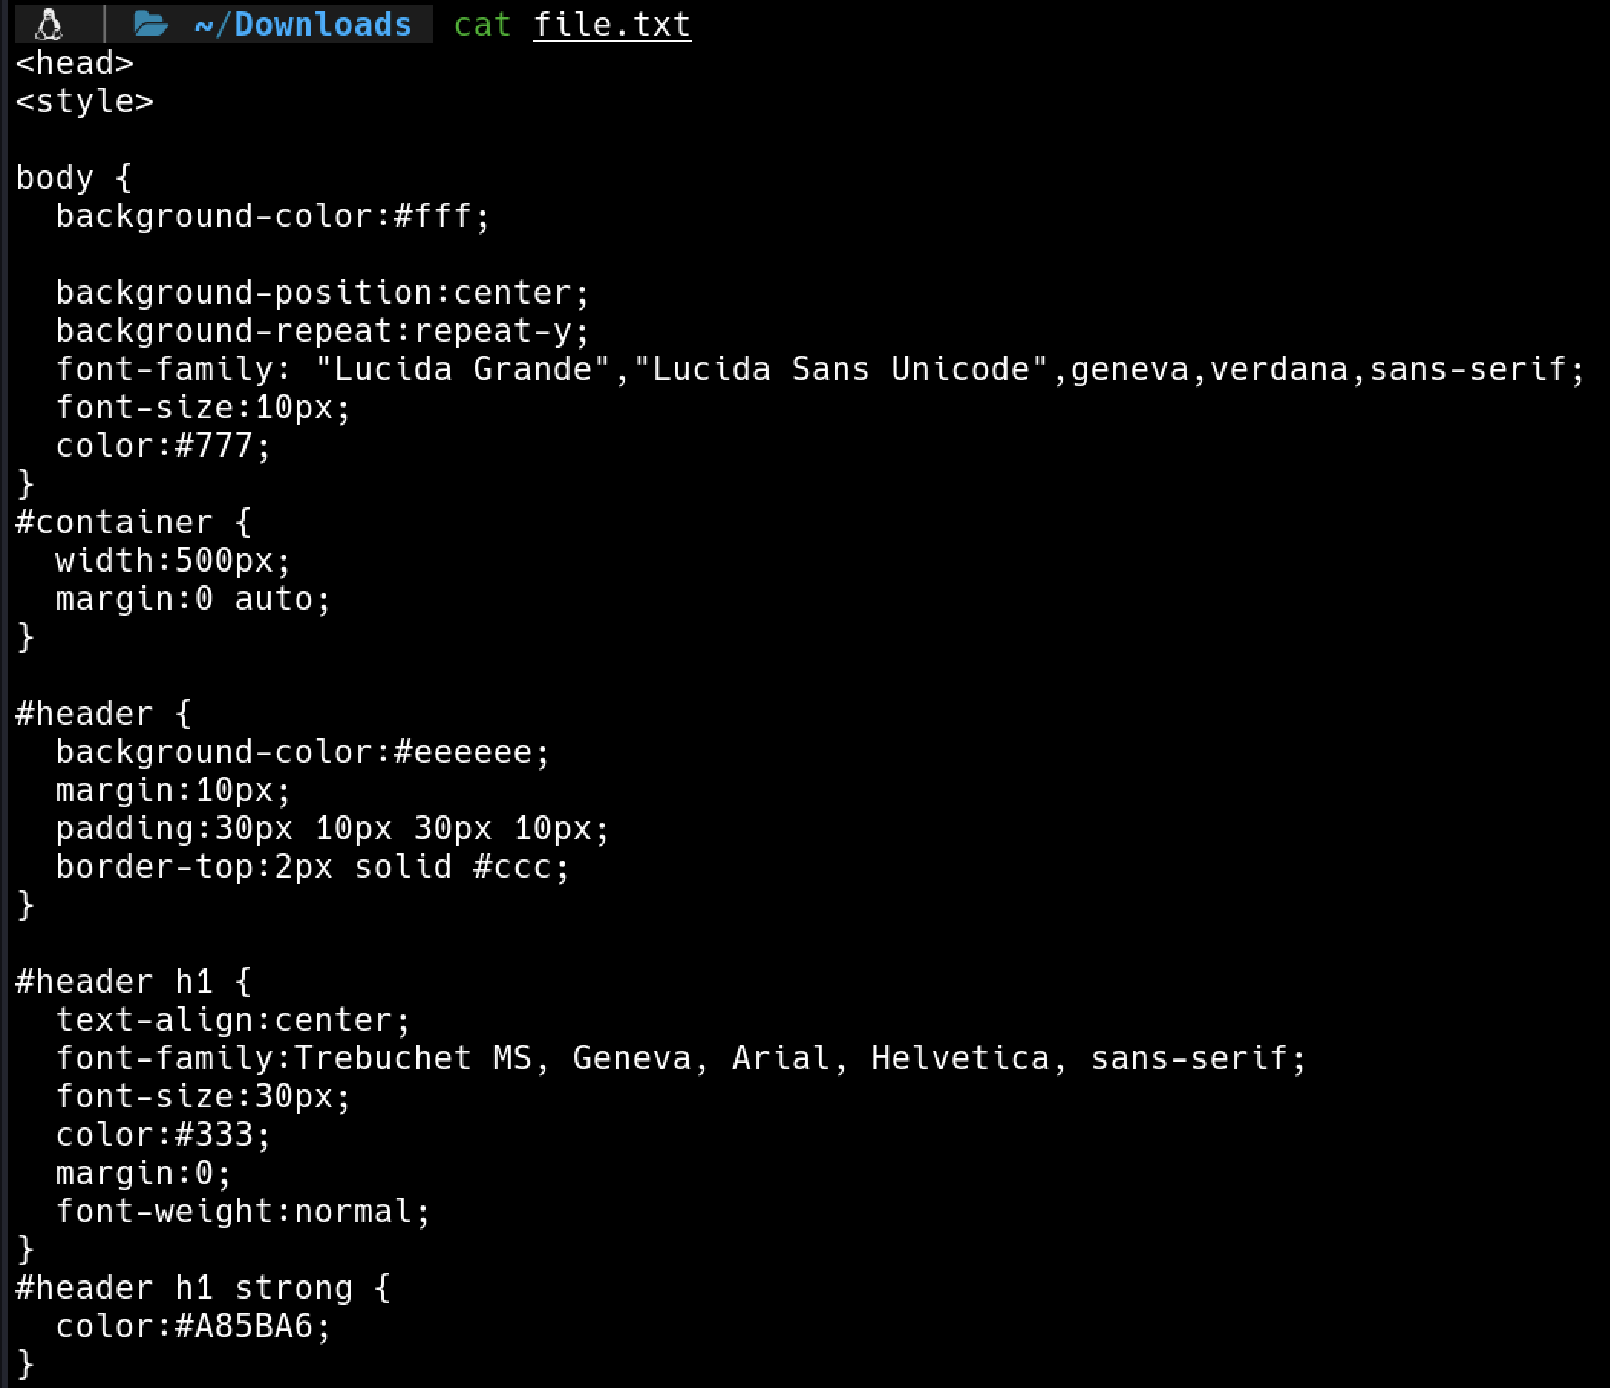 ~/Downloads cat file.txt
<head>
<style>

body {
  background-color:#fff;

  background-position:center;
  background-repeat:repeat-y;
  font-family: "Lucida Grande","Lucida Sans Unicode",geneva,verdana,sans-serif;
  font-size:10px;
  color:#777;
}
#container {
  width:500px;
  margin:0 auto;
}

#header {
  background-color:#eeeeee;
  margin:10px;
  padding:30px 10px 30px 10px;
  border-top:2px solid #ccc;
}

#header h1 {
  text-align:center;
  font-family:Trebuchet MS, Geneva, Arial, Helvetica, sans-serif;
  font-size:30px;
  color:#333;
  margin:0;
  font-weight:normal;
}
#header h1 strong {
  color:#A85BA6;
}